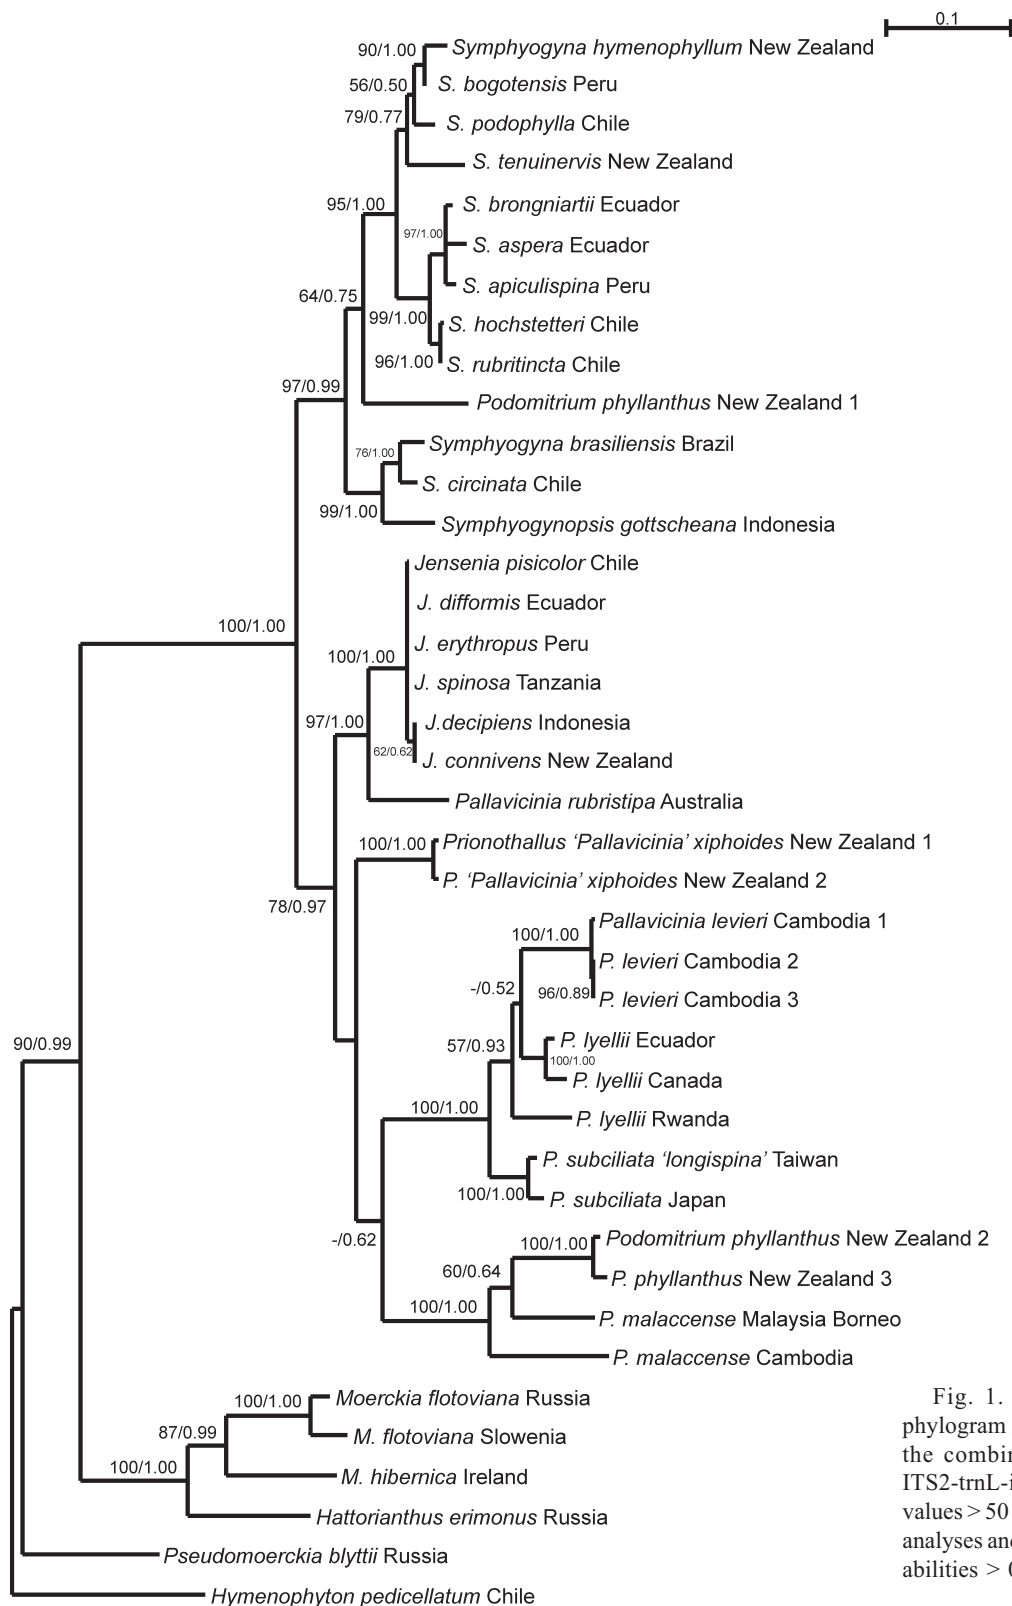 0.1
90/1.00
Symphyogyna hymenophyllum New Zealand
56/0.50
S. bogotensis Peru
79/0.77
S. podophylla Chile
S. tenuinervis New Zealand
95/1.00
S. brongniartii Ecuador
97/1.00
S. aspera Ecuador
S. apiculispina Peru
64/0.75
99/1.00
S. hochstetteri Chile
96/1.00
S. rubritincta Chile
97/0.99
Podomitrium phyllanthus New Zealand 1
Symphyogyna brasiliensis Brazil
76/1.00
S. circinata Chile
99/1.00
Symphyogynopsis gottscheana Indonesia
Jensenia pisicolor Chile
J. difformis Ecuador
100/1.00
J. erythropus Peru
100/1.00
J. spinosa Tanzania
97/1.00
J.decipiens Indonesia
62/0.62
J. connivens New Zealand
Pallavicinia rubristipa Australia
100/1.00
Prionothallus ‘Pallavicinia’ xiphoides New Zealand 1
P. ‘Pallavicinia’ xiphoides New Zealand 2
78/0.97
Pallavicinia levieri Cambodia 1
100/1.00
P. levieri Cambodia 2
-/0.52
96/0.89
P. levieri Cambodia 3
57/0.93
P. lyellii Ecuador
90/0.99
100/1.00
P. lyellii Canada
100/1.00
P. lyellii Rwanda
P. subciliata ‘longispina’ Taiwan
100/1.00
P. subciliata Japan
-/0.62
100/1.00
Podomitrium phyllanthus New Zealand 2
60/0.64
P. phyllanthus New Zealand 3
100/1.00
P. malaccense Malaysia Borneo
P. malaccense Cambodia
100/1.00
Moerckia flotoviana Russia
87/0.99
M. flotoviana Slowenia
100/1.00
M. hibernica Ireland
Hattorianthus erimonus Russia
Pseudomoerckia blyttii Russia
Hymenophyton pedicellatum Chile
Fig. 1.
phylogram
the combin
ITS2-trnL-i
values > 50
analyses and
abilities >